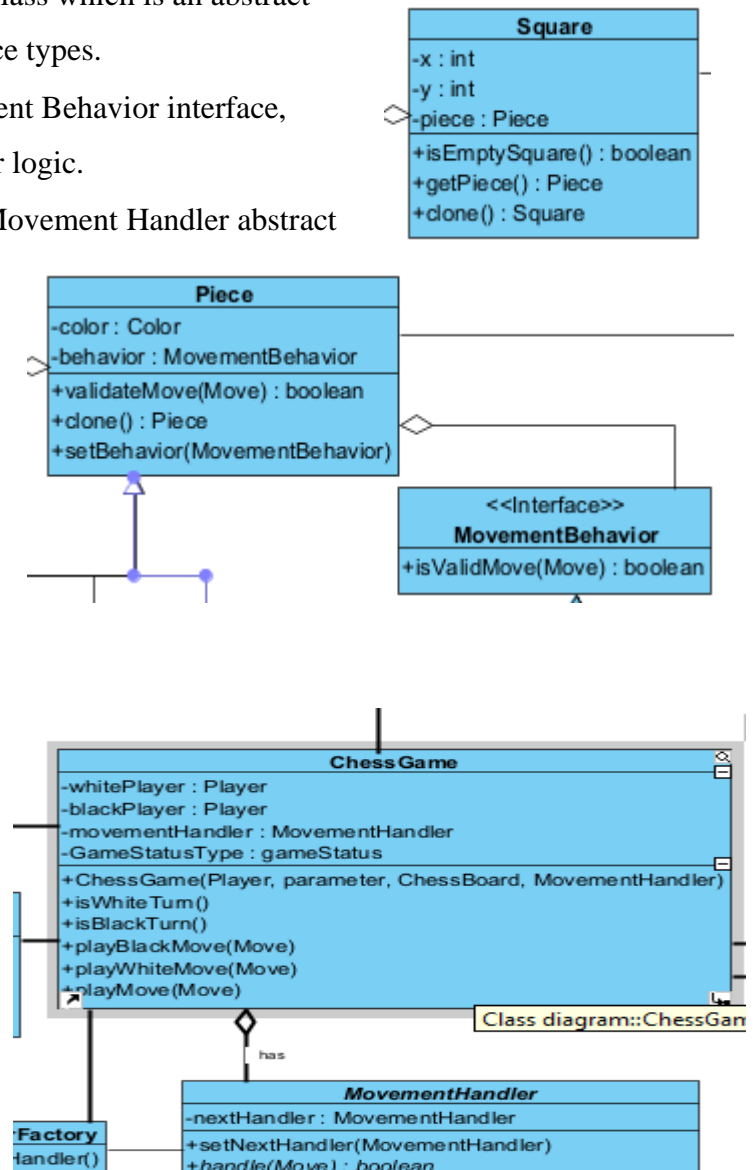 which is an abstract
types.
Behavior interface,
logic.
Movement Handler abstract
Square
-x : int
-y : int
-piece : Piece
+isEmptySquare() : boolean
+getPiece() : Piece
+clone() : Square
Piece
-color : Color
-behavior : MovementBehavior
+validateMove(Move) : boolean
+clone() : Piece
+setBehavior(MovementBehavior)
<<Interface>>
MovementBehavior
+isValidMove(Move) : boolean
ChessGame
-whitePlayer : Player
-blackPlayer : Player
-movementHandler : MovementHandler
-GameStatusType : gameStatus
+ChessGame(Player, parameter, ChessBoard, MovementHandler)
+isWhiteTurn()
+isBlackTurn()
+playBlackMove(Move)
+playWhiteMove(Move)
+playMove(Move)
Class diagram::ChessGam
has
MovementHandler
-nextHandler : MovementHandler
+setNextHandler(MovementHandler)
+handle(Move) : boolean
Factory
Handler()